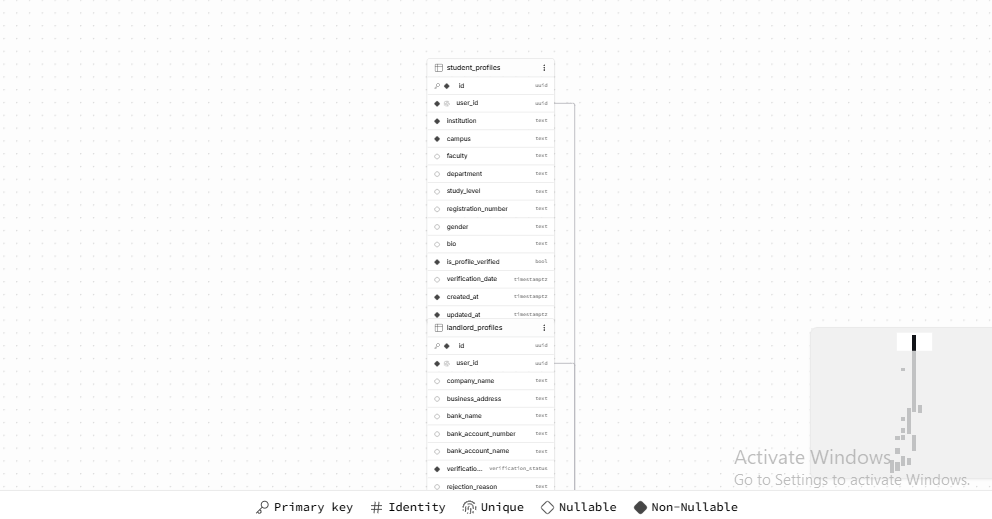 student_profiles
id uuid
user_id uuid
institution text
campus text
faculty text
department text
study_level text
registration_number text
gender text
bio text
is_profile_verified bool
verification_date timestamptz
created_at timestamptz
updated_at timestamptz
landlord_profiles
id uuid
user_id uuid
company_name text
business_address text
bank_name text
bank_account_number text
bank_account_name text
verificatio... verification_status
rejection_reason text
Activate Windows
Go to Settings to activate Windows.
Primary key Identity Unique Nullable Non-Nullable